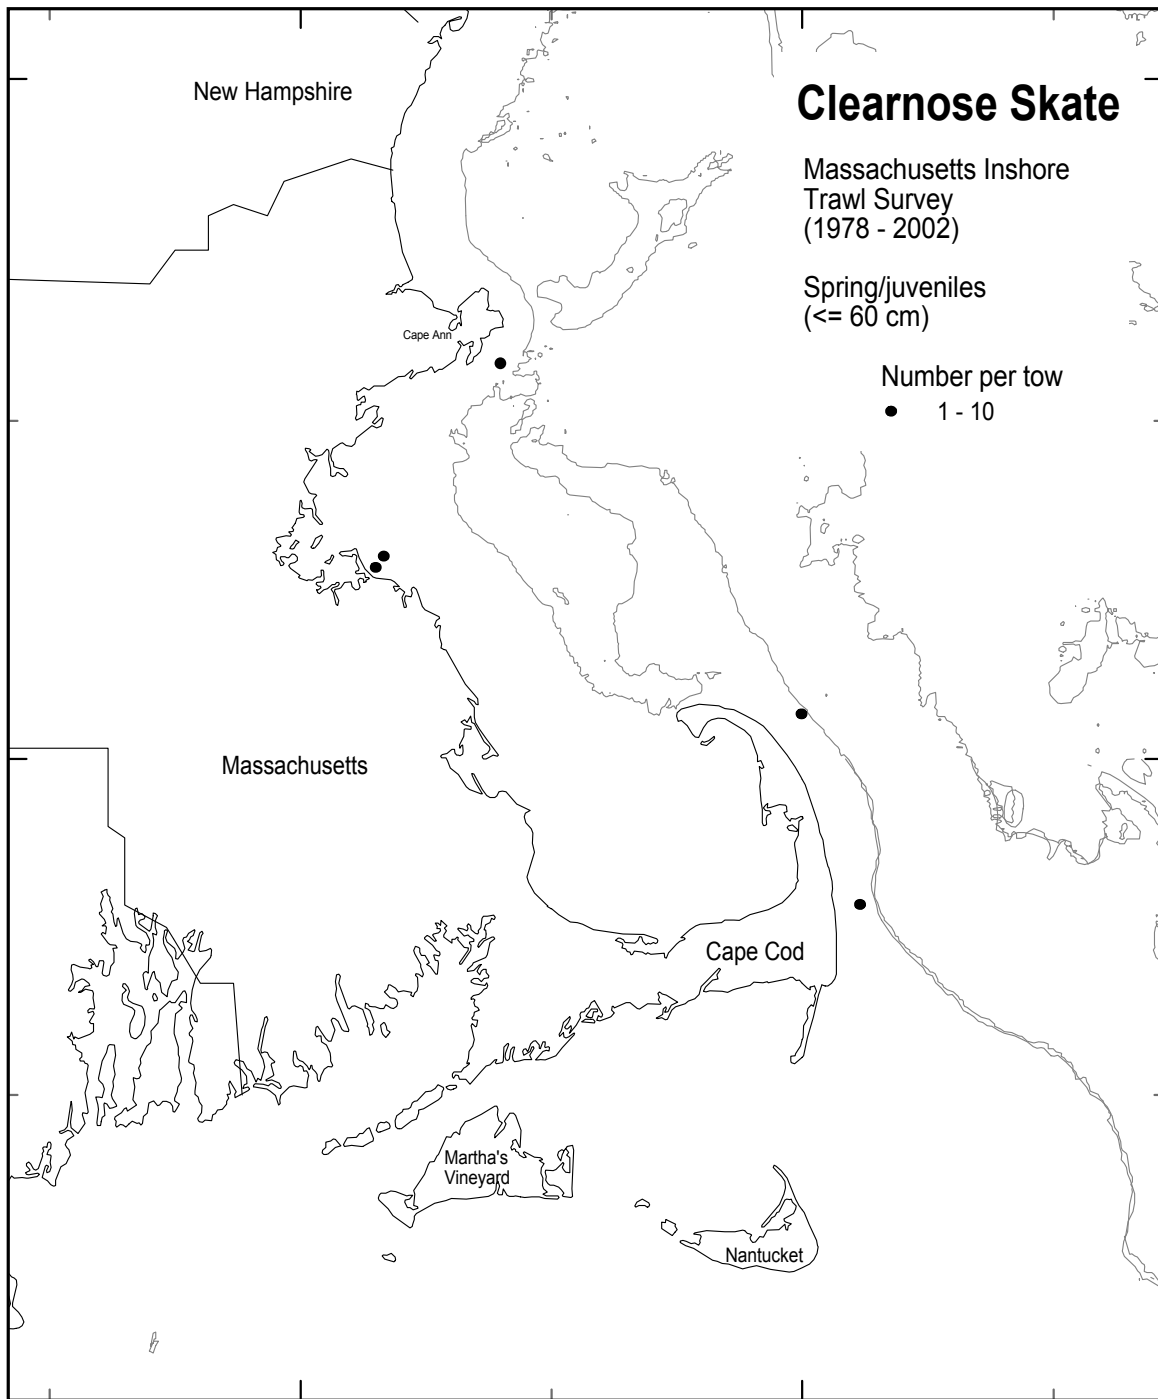 New Hampshire
Clearnose Skate
Massachusetts Inshore
Trawl Survey
(1978 - 2002)
Spring/juveniles
(<= 60 cm)
Cape Ann
Number per tow
1 - 10
Massachusetts
Cape Cod
Martha's
Vineyard
Nantucket